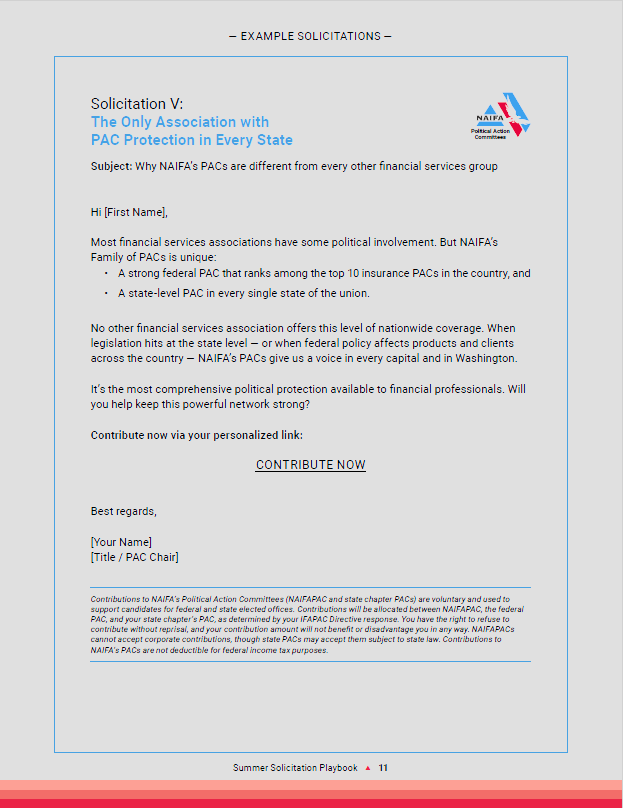 — EXAMPLE SOLICITATIONS —
Solicitation V:
The Only Association with
PAC Protection in Every State
NAIFA
Political Action
Committees
Subject: Why NAIFA's PACs are different from every other financial services group
Hi [First Name],
Most financial services associations have some political involvement. But NAIFA's
Family of PACs is unique:
• A strong federal PAC that ranks among the top 10 insurance PACs in the country, and
• A state-level PAC in every single state of the union.
No other financial services association offers this level of nationwide coverage. When
legislation hits at the state level — or when federal policy affects products and clients
across the country — NAIFA's PACs give us a voice in every capital and in Washington.
It's the most comprehensive political protection available to financial professionals. Will
you help keep this powerful network strong?
Contribute now via your personalized link:
CONTRIBUTE NOW
Best regards,
[Your Name]
[Title / PAC Chair]
Contributions to NAIFA's Political Action Committees (NAIFAPAC and state chapter PACs) are voluntary and used to
support candidates for federal and state elected offices. Contributions will be allocated between NAIFAPAC, the federal
PAC, and your state chapter's PAC, as determined by your IFAPAC Directive response. You have the right to refuse to
contribute without reprisal, and your contribution amount will not benefit or disadvantage you in any way. NAIFAPACs
cannot accept corporate contributions, though state PACs may accept them subject to state law. Contributions to
NAIFA's PACs are not deductible for federal income tax purposes.
Summer Solicitation Playbook ▲ 11